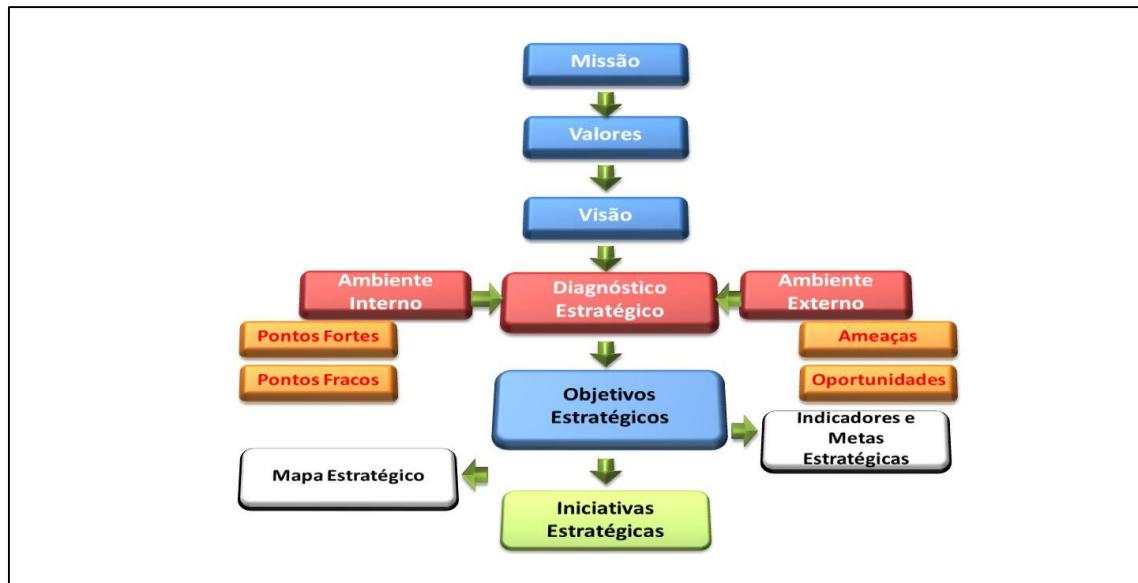 Missão
Valores
Visão
Ambiente
Interno
Diagnóstico
Estratégico
Ambiente
Externo
Pontos Fortes
Pontos Fracos
Ameaças
Oportunidades
Objetivos
Estratégicos
Indicadores e
Metas
Estratégicas
Mapa Estratégico
Iniciativas
Estratégicas